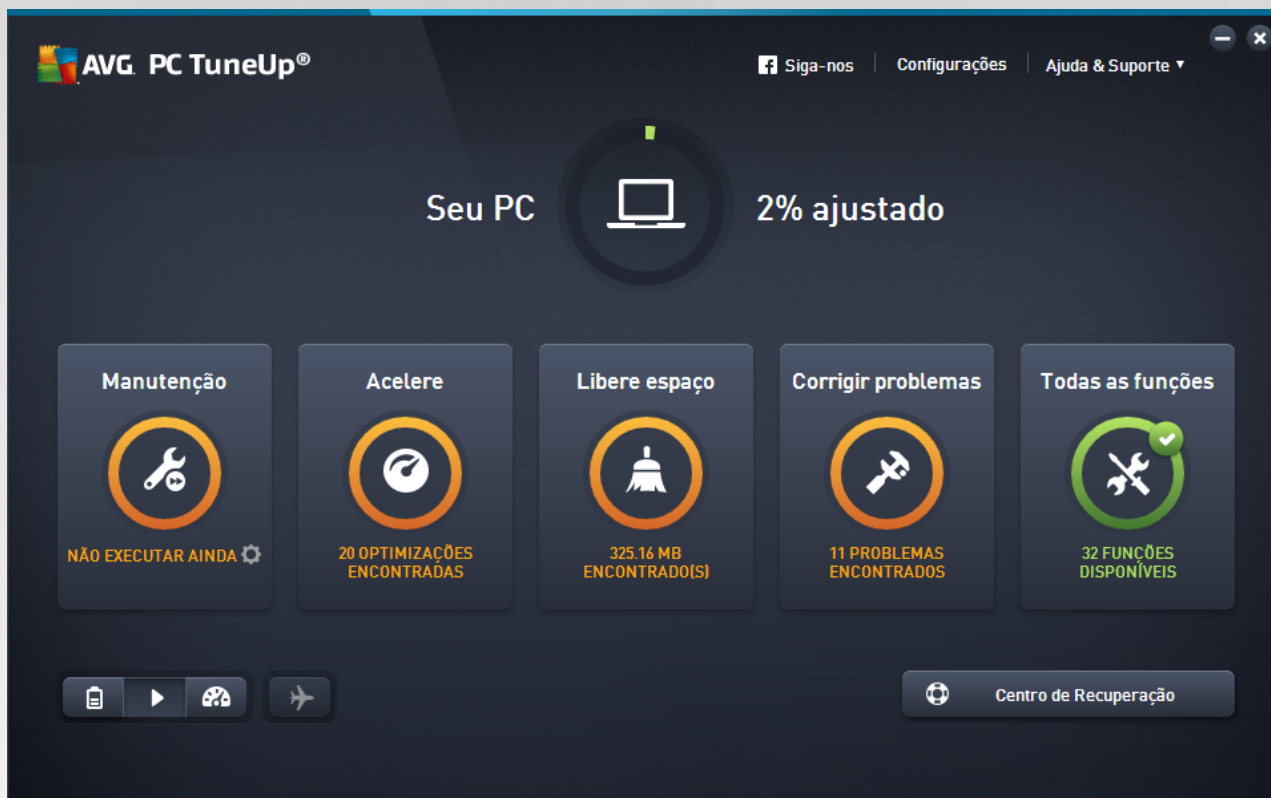 AVG. PC TuneUp®
Siga-nos
Configurações
Ajuda & Suporte
Seu PC
2% ajustado
Manutenção
NÃO EXECUTAR AINDA
Acelere
20 OPTIMIZAÇÕES
ENCONTRADAS
Libere espaço
325.16 MB
ENCONTRADO(S)
Corrigir problemas
11 PROBLEMAS
ENCONTRADOS
Todas as funções
32 FUNÇÕES
DISPONÍVEIS
Centro de Recuperação